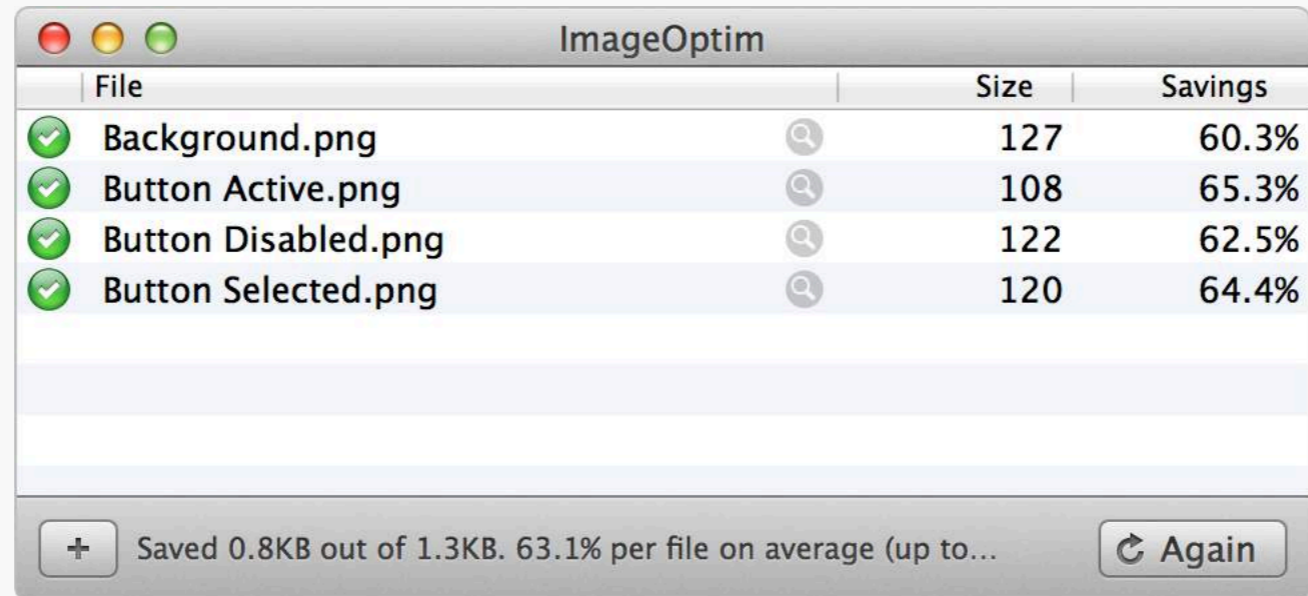 ImageOptim
File Size Savings
Background.png 127 60.3%
Button Active.png 108 65.3%
Button Disabled.png 122 62.5%
Button Selected.png 120 64.4%
+ Saved 0.8KB out of 1.3KB. 63.1% per file on average (up to... Again